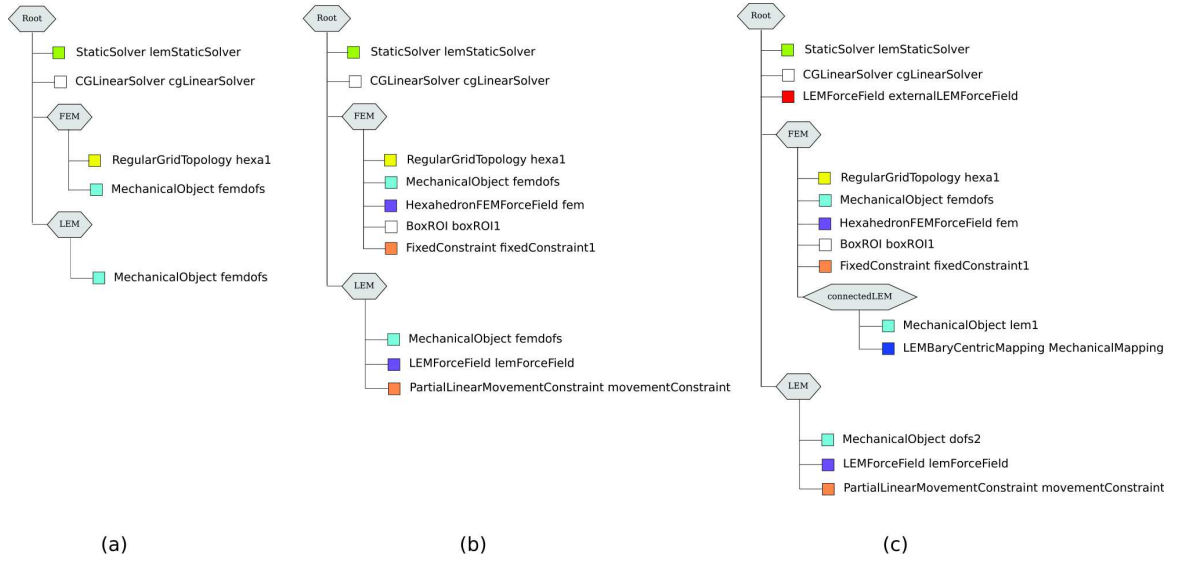 Root
StaticSolver lemStaticSolver
CGLinearSolver cgLinearSolver
FEM
RegularGridTopology hexa1
MechanicalObject femdofs
LEM
MechanicalObject femdofs
(a)
Root
StaticSolver lemStaticSolver
CGLinearSolver cgLinearSolver
FEM
RegularGridTopology hexa1
MechanicalObject femdofs
HexahedronFEMForceField fem
BoxROI boxROI1
FixedConstraint fixedConstraint1
LEM
MechanicalObject femdofs
LEMForceField lemForceField
PartialLinearMovementConstraint movementConstraint
(b)
Root
StaticSolver lemStaticSolver
CGLinearSolver cgLinearSolver
LEMForceField externalLEMForceField
FEM
RegularGridTopology hexa1
MechanicalObject femdofs
HexahedronFEMForceField fem
BoxROI boxROI1
FixedConstraint fixedConstraint1
connectedLEM
MechanicalObject lem1
LEMBaryCentricMapping MechanicalMapping
LEM
MechanicalObject dofs2
LEMForceField lemForceField
PartialLinearMovementConstraint movementConstraint
(c)